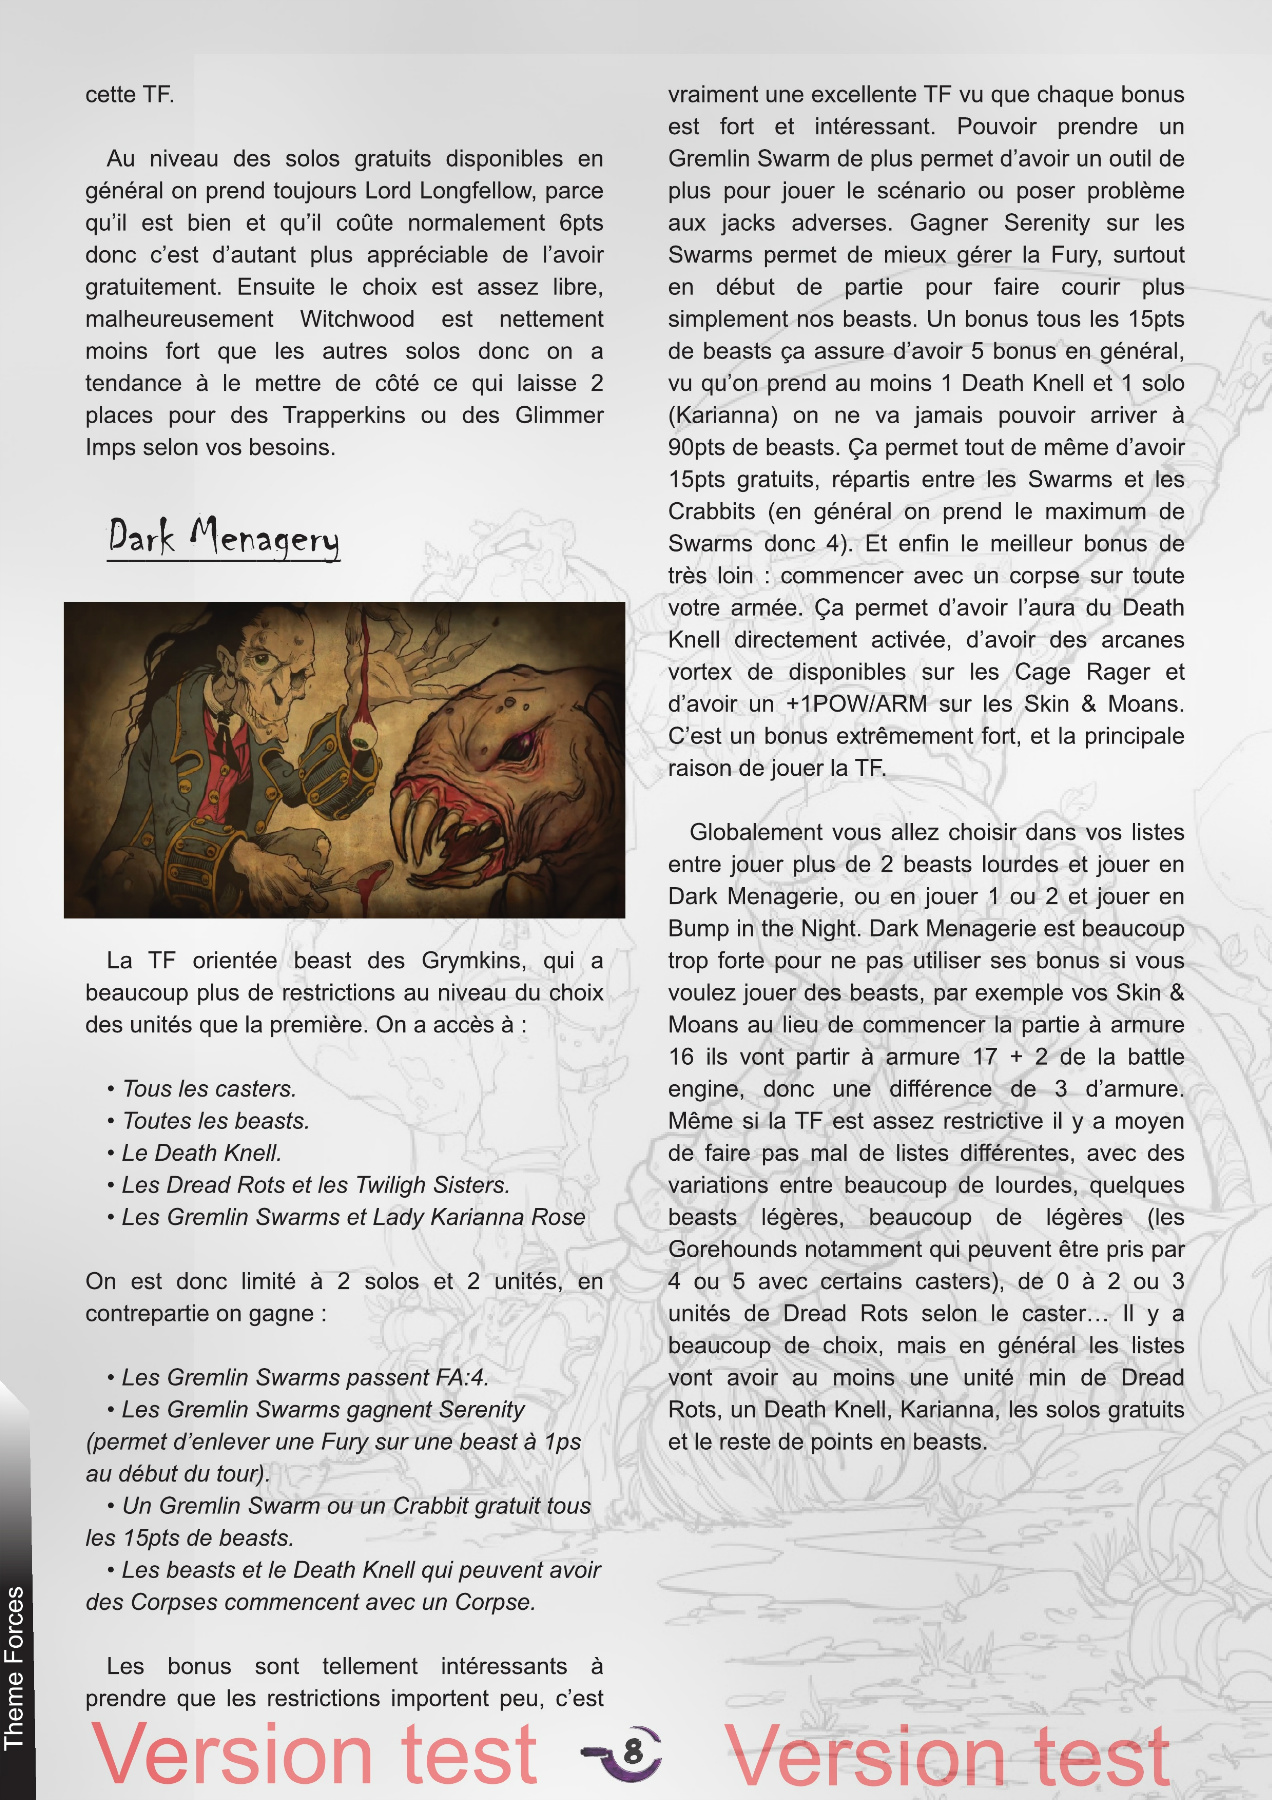 cette TF.
Au niveau des solos gratuits disponibles en
général on prend toujours Lord Longfellow, parce
qu'il est bien et qu'il coûte normalement 6pts
donc c'est d'autant plus appréciable de l'avoir
gratuitement. Ensuite le choix est assez libre,
malheureusement Witchwood est nettement
moins fort que les autres solos donc on a
tendance à le mettre de côté ce qui laisse 2
places pour des Trapperkins ou des Glimmer
Imps selon vos besoins.
Dark Menagery
La TF orientée beast des Grymkins, qui a
beaucoup plus de restrictions au niveau du choix
des unités que la première. On a accès à :
• Tous les casters.
• Toutes les beasts.
• Le Death Knell.
• Les Dread Rots et les Twiligh Sisters.
• Les Gremlin Swarms et Lady Karianna Rose
On est donc limité à 2 solos et 2 unités, en
contrepartie on gagne :
• Les Gremlin Swarms passent FA:4.
• Les Gremlin Swarms gagnent Serenity
(permet d'enlever une Fury sur une beast à 1ps
au début du tour).
• Un Gremlin Swarm ou un Crabbit gratuit tous
les 15pts de beasts.
• Les beasts et le Death Knell qui peuvent avoir
des Corpses commencent avec un Corpse.
Les bonus sont tellement intéressants à
prendre que les restrictions importent peu, c'est
vraiment une excellente TF vu que chaque bonus
est fort et intéressant. Pouvoir prendre un
Gremlin Swarm de plus permet d'avoir un outil de
plus pour jouer le scénario ou poser problème
aux jacks adverses. Gagner Serenity sur les
Swarms permet de mieux gérer la Fury, surtout
en début de partie pour faire courir plus
simplement nos beasts. Un bonus tous les 15pts
de beasts ça assure d'avoir 5 bonus en général,
vu qu'on prend au moins 1 Death Knell et 1 solo
(Karianna) on ne va jamais pouvoir arriver à
90pts de beasts. Ça permet tout de même d'avoir
15pts gratuits, répartis entre les Swarms et les
Crabbits (en général on prend le maximum de
Swarms donc 4). Et enfin le meilleur bonus de
très loin : commencer avec un corpse sur toute
votre armée. Ça permet d'avoir l'aura du Death
Knell directement activée, d'avoir des arcanes
vortex de disponibles sur les Cage Rager et
d'avoir un +1POW/ARM sur les Skin & Moans.
C'est un bonus extrêmement fort, et la principale
raison de jouer la TF.
Globalement vous allez choisir dans vos listes
entre jouer plus de 2 beasts lourdes et jouer en
Dark Menagerie, ou en jouer 1 ou 2 et jouer en
Bump in the Night. Dark Menagerie est beaucoup
trop forte pour ne pas utiliser ses bonus si vous
voulez jouer des beasts, par exemple vos Skin &
Moans au lieu de commencer la partie à armure
16 ils vont partir à armure 17 + 2 de la battle
engine, donc une différence de 3 d'armure.
Même si la TF est assez restrictive il y a moyen
de faire pas mal de listes différentes, avec des
variations entre beaucoup de lourdes, quelques
beasts légères, beaucoup de légères (les
Gorehounds notamment qui peuvent être pris par
4 ou 5 avec certains casters), de 0 à 2 ou 3
unités de Dread Rots selon le caster… Il y a
beaucoup de choix, mais en général les listes
vont avoir au moins une unité min de Dread
Rots, un Death Knell, Karianna, les solos gratuits
et le reste de points en beasts.
Theme Forces
Version test
8
Version test